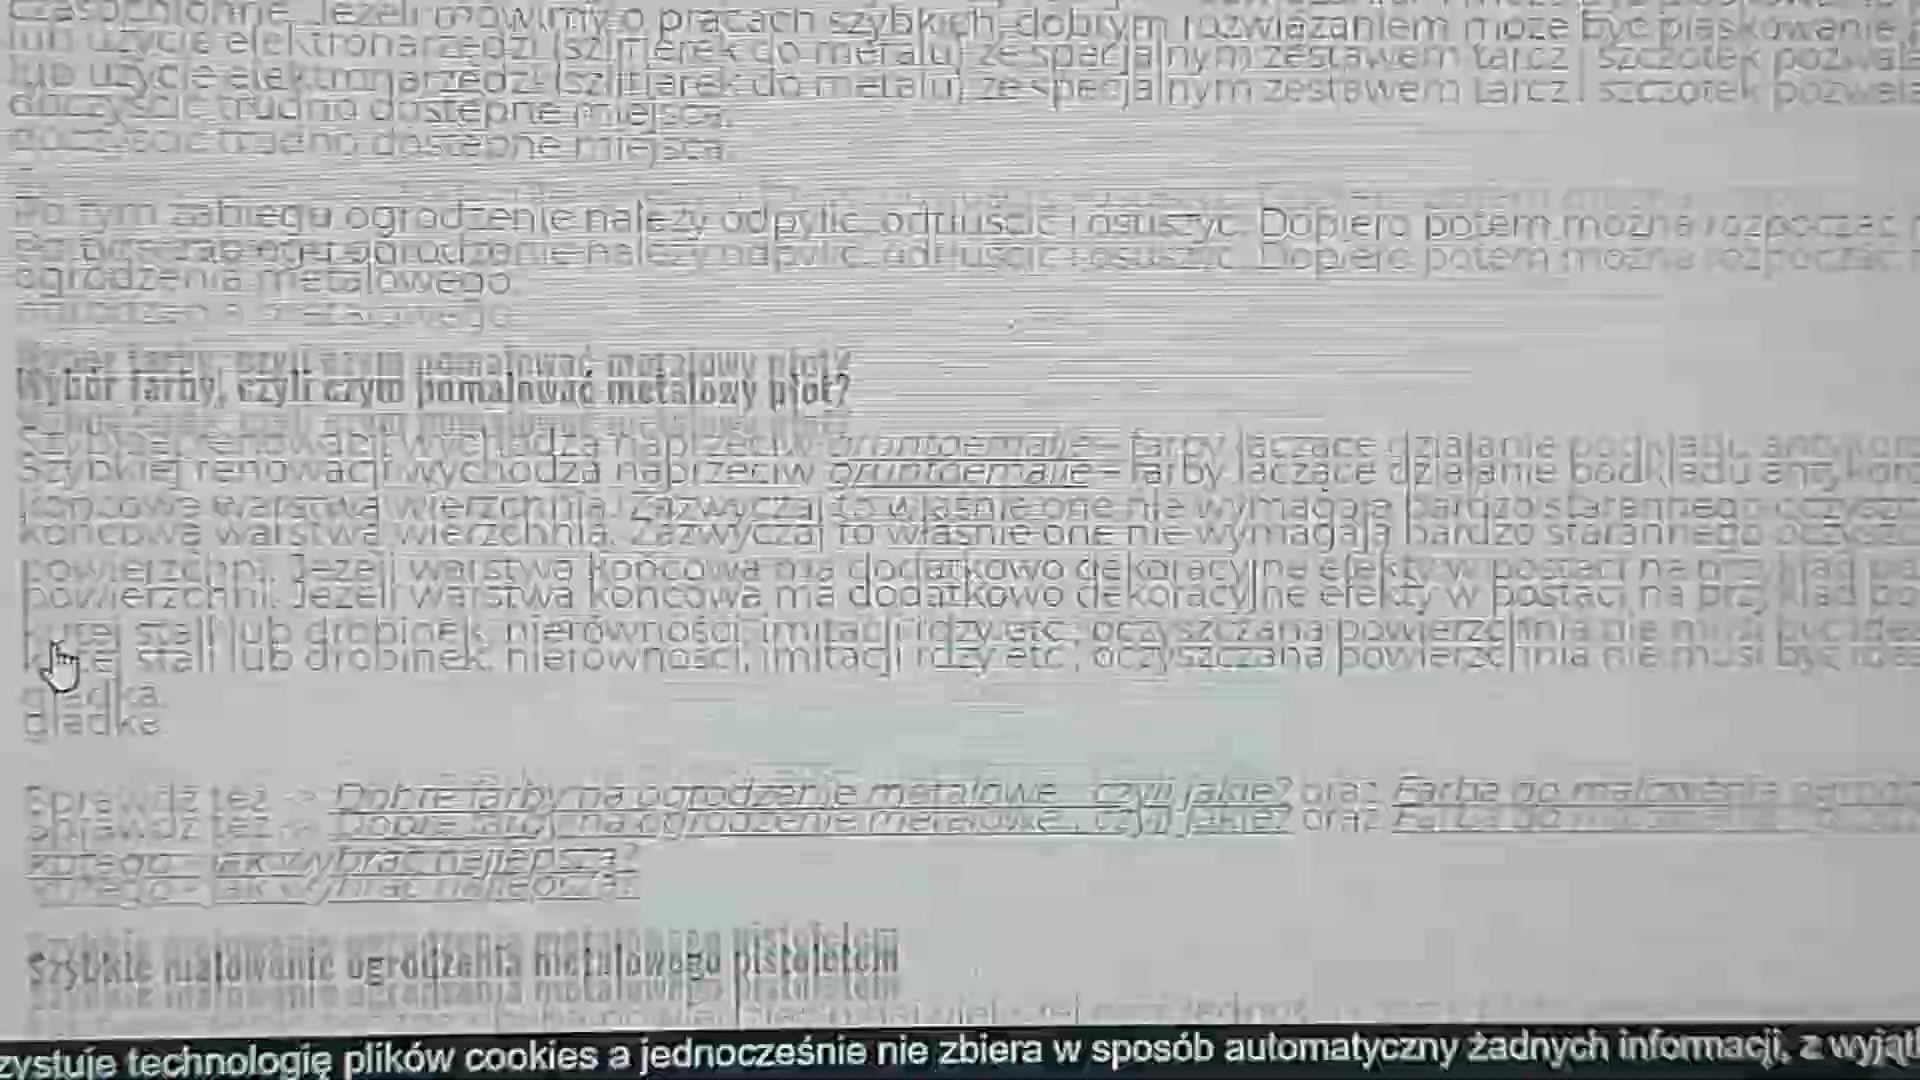 czasochłonne. Jeżeli mówimy o pracach szybkich, dobrym rozwiązaniem może być piaskowanie
lub użycie elektronarzędzi (szlifierek do metalu) ze specjalnym zestawem tarcz i szczotek
doczyścić trudno dostępne miejsca.
Po tym zabiegu ogrodzenie należy odpylić, odtłuścić i osuszyć. Dopiero potem można rozpocząć
ogrodzenia metalowego.
Wybór farby, czyli czym pomalować metalowy płot?
Szybkiej renowacji wychodzą naprzeciw gruntoemalie – farby łączące działanie podkładu
końcową warstwą wierzchnią. Zazwyczaj to właśnie one nie wymagają bardzo starannego
powierzchni. Jeżeli warstwa końcowa ma dodatkowo dekoracyjne efekty w postaci na przykład
kutej stali lub drobinek, nierówności, imitacji rdzy etc., oczyszczana powierzchnia nie musi być
gładka.
Sprawdź też -> Dobre farby na ogrodzenie metalowe, czyli jakie? oraz Farba do malowania
kutego - jak wybrać najlepszą?
Szybkie malowanie ogrodzenia metalowego pistoletem
zystuje technologię plików cookies a jednocześnie nie zbiera w sposób automatyczny żadnych informacji, z wyjąt